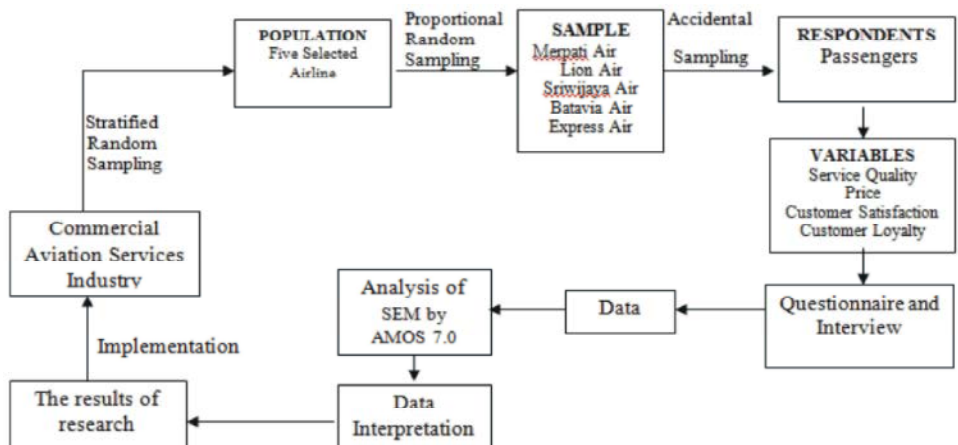 POPULATION
Five Selected
Airline
Proportional
Random
Sampling
SAMPLE
Merpati Air
Lion Air
Sriwijaya Air
Batavia Air
Express Air
Accidental
Sampling
RESPONDENTS
Passengers
VARIABLES
Service Quality
Price
Customer Satisfaction
Customer Loyalty
Questionnaire and
Interview
Data
Analysis of
SEM by
AMOS 7.0
Data
Interpretation
The results of
research
Implementation
Commercial
Aviation Services
Industry
Stratified
Random
Sampling